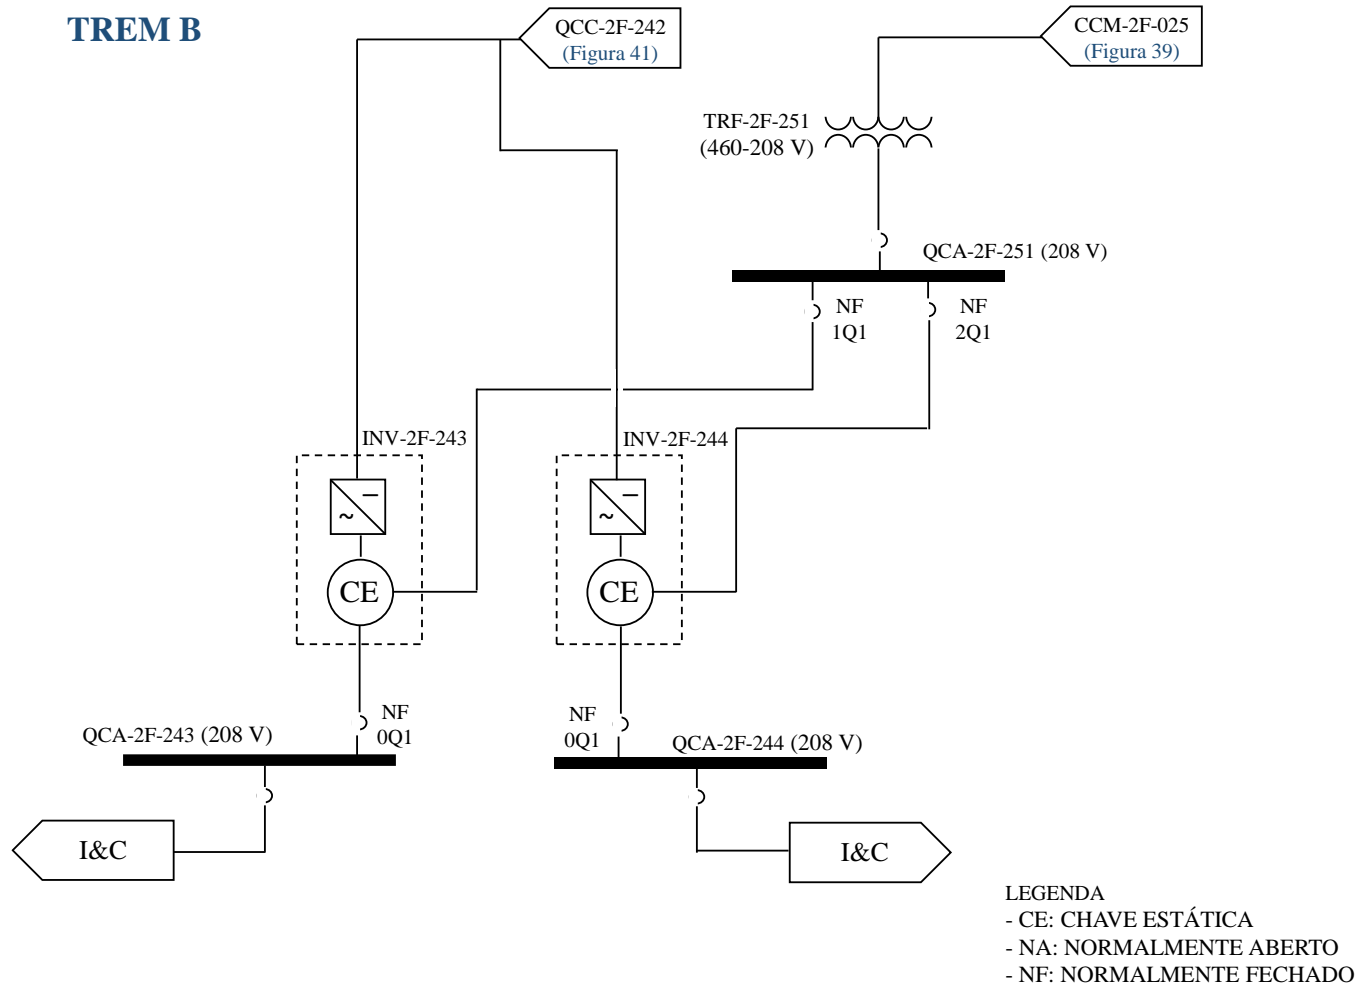 TREM B
QCC-2F-242
(Figura 41)
CCM-2F-025
(Figura 39)
TRF-2F-251
(460-208 V)
QCA-2F-251 (208 V)
NF
1Q1
NF
2Q1
INV-2F-243
INV-2F-244
–
~
–
~
CE
CE
NF
0Q1
QCA-2F-243 (208 V)
NF
0Q1
QCA-2F-244 (208 V)
I&C
I&C
LEGENDA
- CE: CHAVE ESTÁTICA
- NA: NORMALMENTE ABERTO
- NF: NORMALMENTE FECHADO